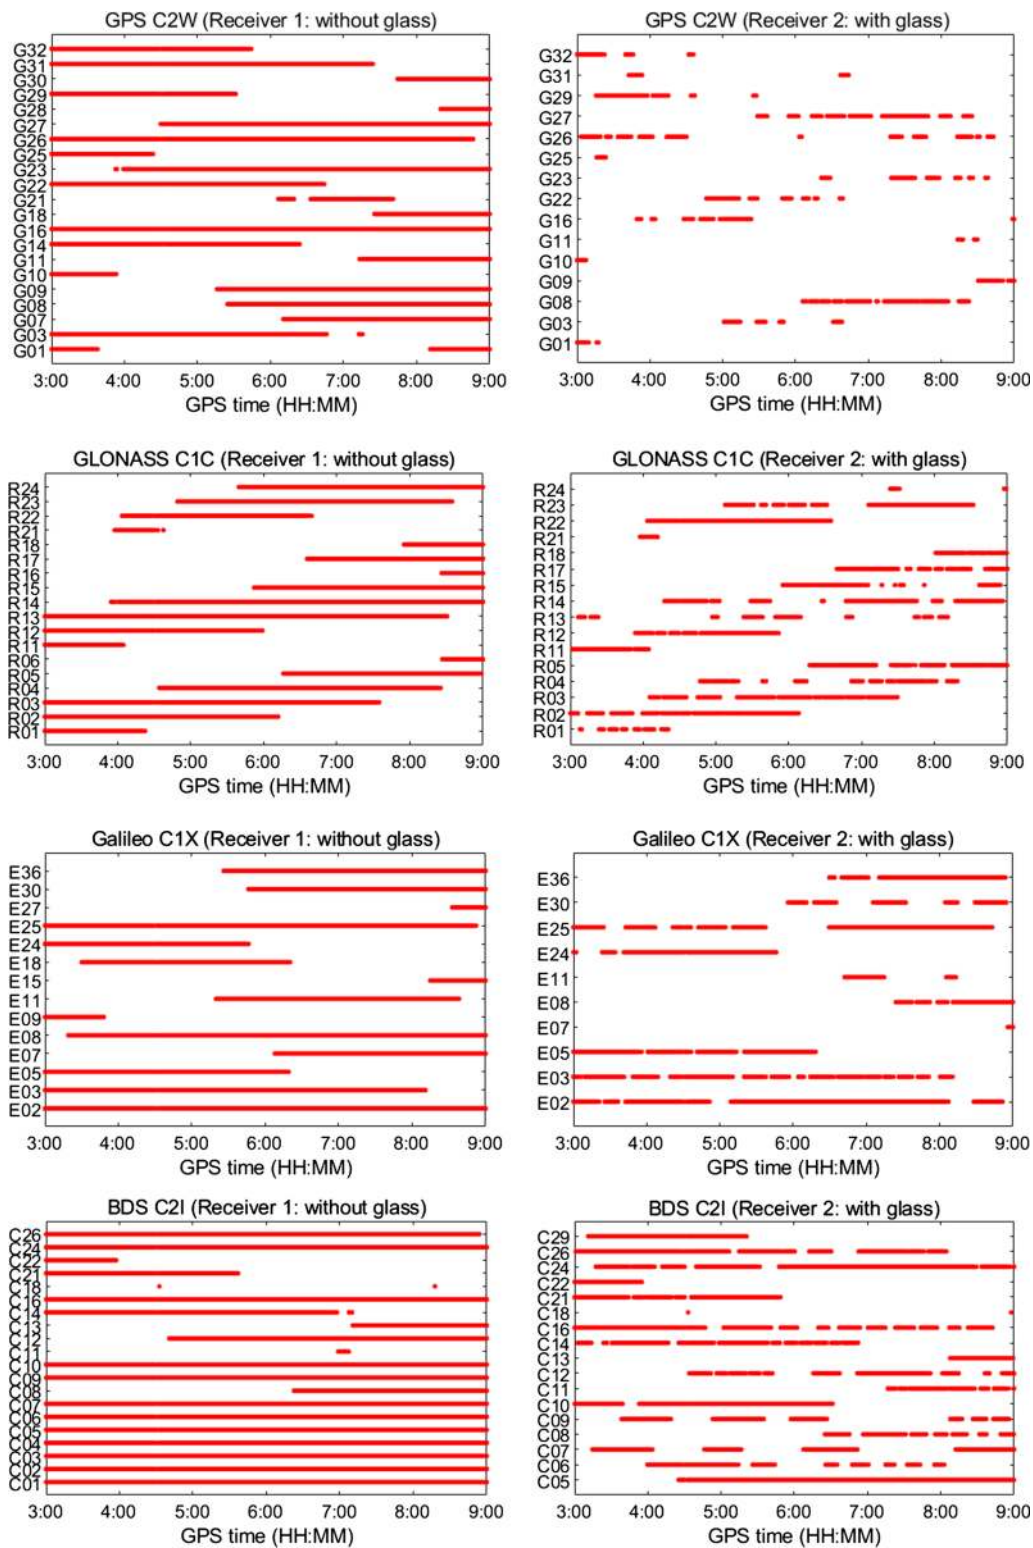 GPS C2W (Receiver 1: without glass)
G32
G31
G30
G29
G28
G27
G26
G25
G23
G22
G21
G18
G16
G14
G11
G10
G09
G08
G07
G03
G01
3:00 4:00 5:00 6:00 7:00 8:00 9:00
GPS time (HH:MM)
GPS C2W (Receiver 2: with glass)
G32
G31
G29
G27
G26
G25
G23
G22
G16
G11
G10
G09
G08
G03
G01
3:00 4:00 5:00 6:00 7:00 8:00 9:00
GPS time (HH:MM)
GLONASS C1C (Receiver 1: without glass)
R24
R23
R22
R21
R18
R17
R16
R15
R14
R13
R12
R11
R06
R05
R04
R03
R02
R01
3:00 4:00 5:00 6:00 7:00 8:00 9:00
GPS time (HH:MM)
GLONASS C1C (Receiver 2: with glass)
R24
R23
R22
R21
R18
R17
R15
R14
R13
R12
R11
R05
R04
R03
R02
R01
3:00 4:00 5:00 6:00 7:00 8:00 9:00
GPS time (HH:MM)
Galileo C1X (Receiver 1: without glass)
E36
E30
E27
E25
E24
E18
E15
E11
E09
E08
E07
E05
E03
E02
3:00 4:00 5:00 6:00 7:00 8:00 9:00
GPS time (HH:MM)
Galileo C1X (Receiver 2: with glass)
E36
E30
E25
E24
E11
E08
E07
E05
E03
E02
3:00 4:00 5:00 6:00 7:00 8:00 9:00
GPS time (HH:MM)
BDS C2I (Receiver 1: without glass)
C26
C24
C22
C21
C18
C16
C14
C13
C12
C11
C10
C09
C08
C07
C06
C05
C04
C03
C02
C01
3:00 4:00 5:00 6:00 7:00 8:00 9:00
GPS time (HH:MM)
BDS C2I (Receiver 2: with glass)
C29
C26
C24
C22
C21
C18
C16
C14
C13
C12
C11
C10
C09
C08
C07
C06
C05
3:00 4:00 5:00 6:00 7:00 8:00 9:00
GPS time (HH:MM)